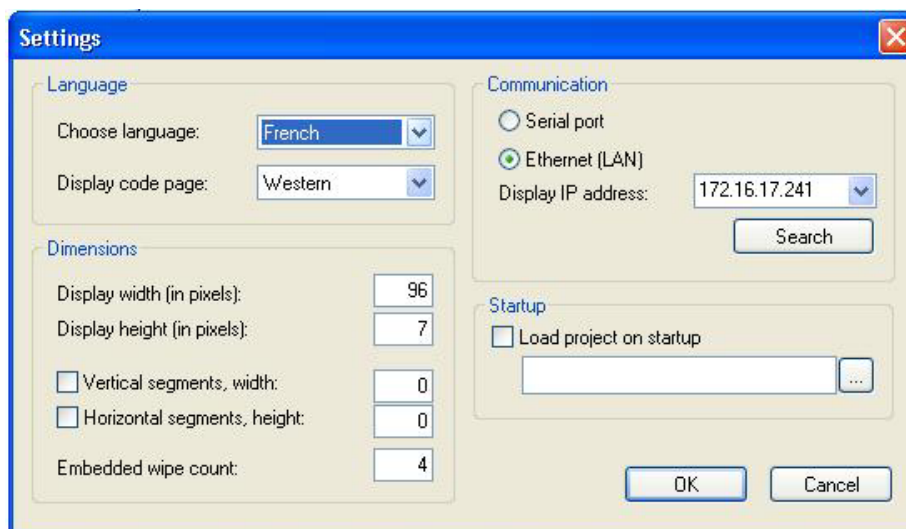 Settings
Language
Choose language: French
Display code page: Western
Dimensions
Display width (in pixels): 96
Display height (in pixels): 7
Vertical segments, width: 0
Horizontal segments, height: 0
Embedded wipe count: 4
Communication
Serial port
Ethernet (LAN)
Display IP address: 172.16.17.241
Search
Startup
Load project on startup
...
OK Cancel